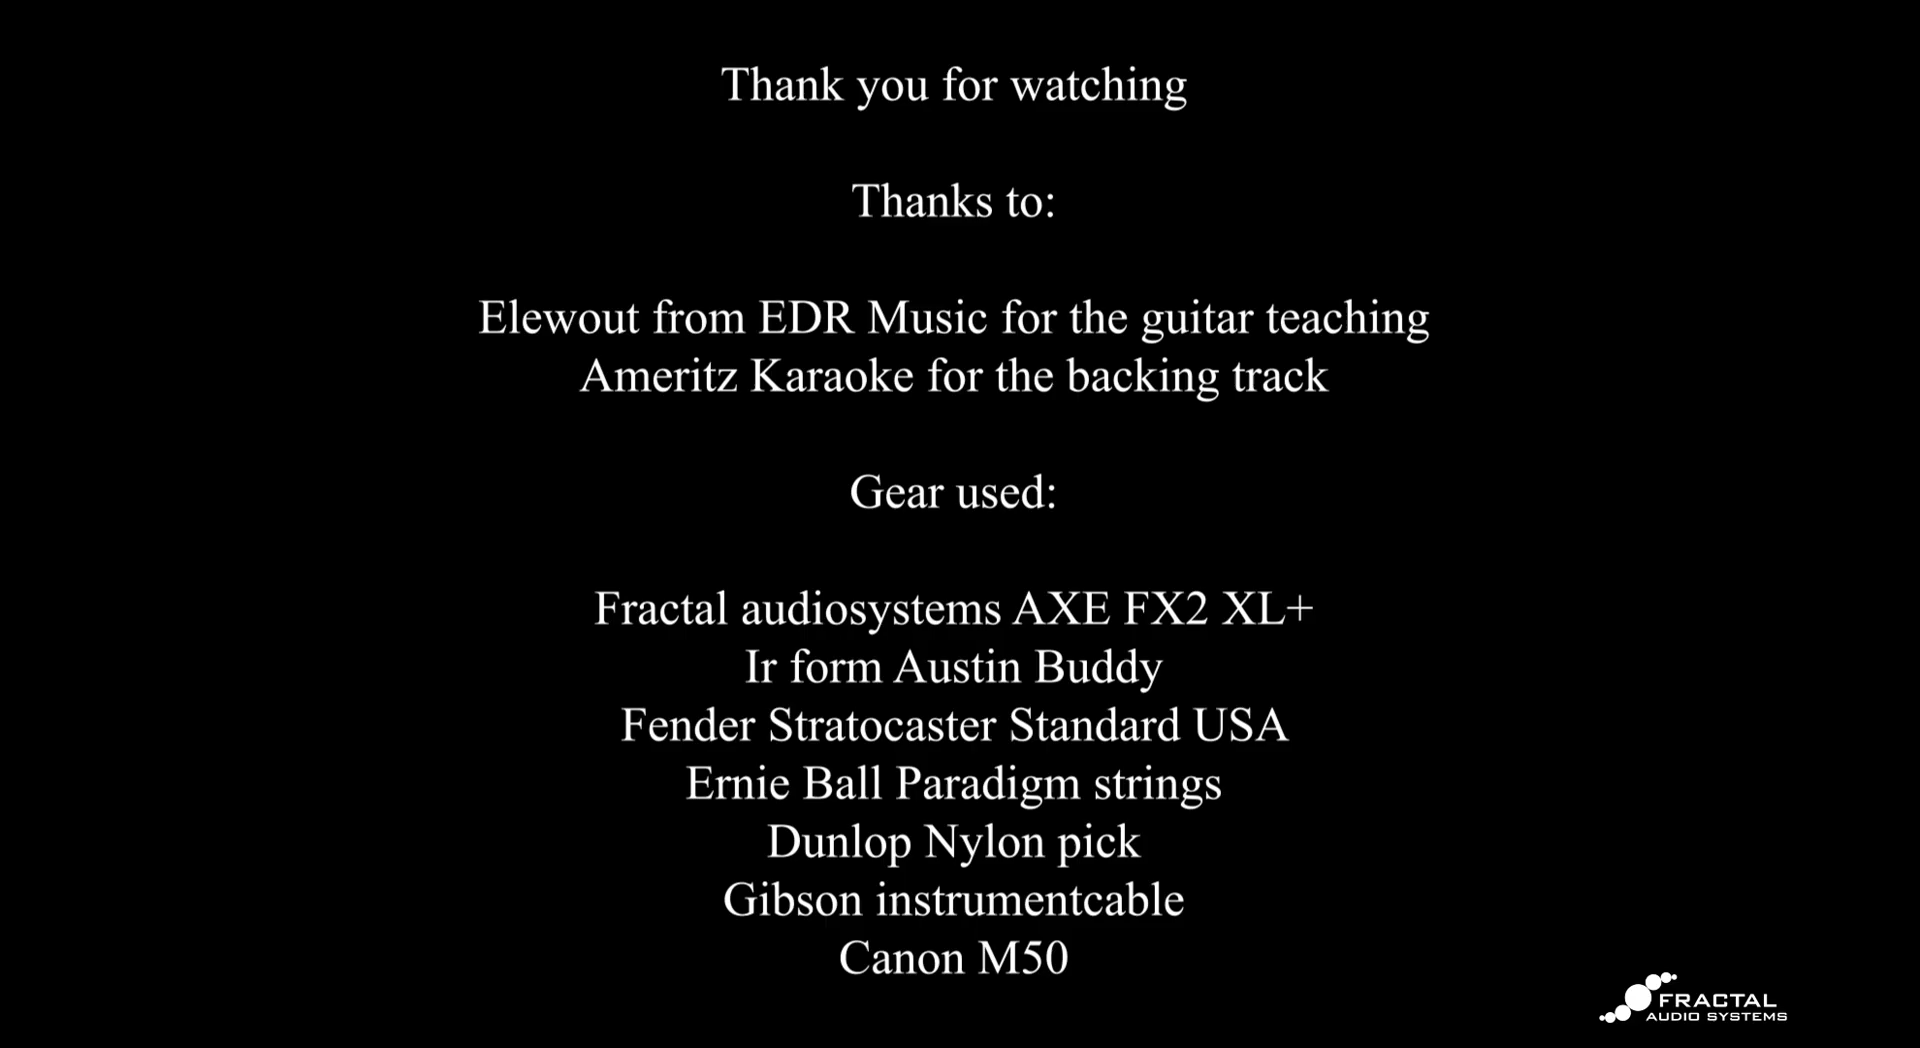 Thank you for watching
Thanks to:
Elewout from EDR Music for the guitar teaching
Ameritz Karaoke for the backing track
Gear used:
Fractal audiosystems AXE FX2 XL+
Ir form Austin Buddy
Fender Stratocaster Standard USA
Ernie Ball Paradigm strings
Dunlop Nylon pick
Gibson instrumentcable
Canon M50
FRACTAL
AUDIO SYSTEMS